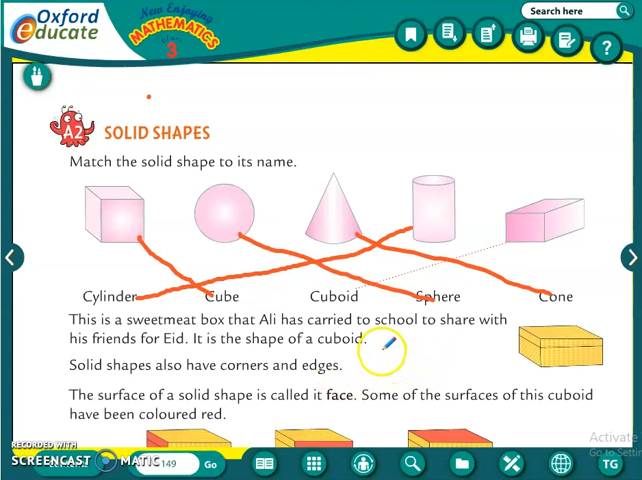 Oxford
educate
New Enjoying
MATHEMATICS
Class
3
Search here
?
A2
SOLID SHAPES
Match the solid shape to its name.
Cylinder Cube Cuboid Sphere Cone
This is a sweetmeat box that Ali has carried to school to share with
his friends for Eid. It is the shape of a cuboid.
Solid shapes also have corners and edges.
The surface of a solid shape is called it face. Some of the surfaces of this cuboid
have been coloured red.
Activate
Go to Settin
RECORDED WITH
SCREENCAST MATIC
149 Go
TG